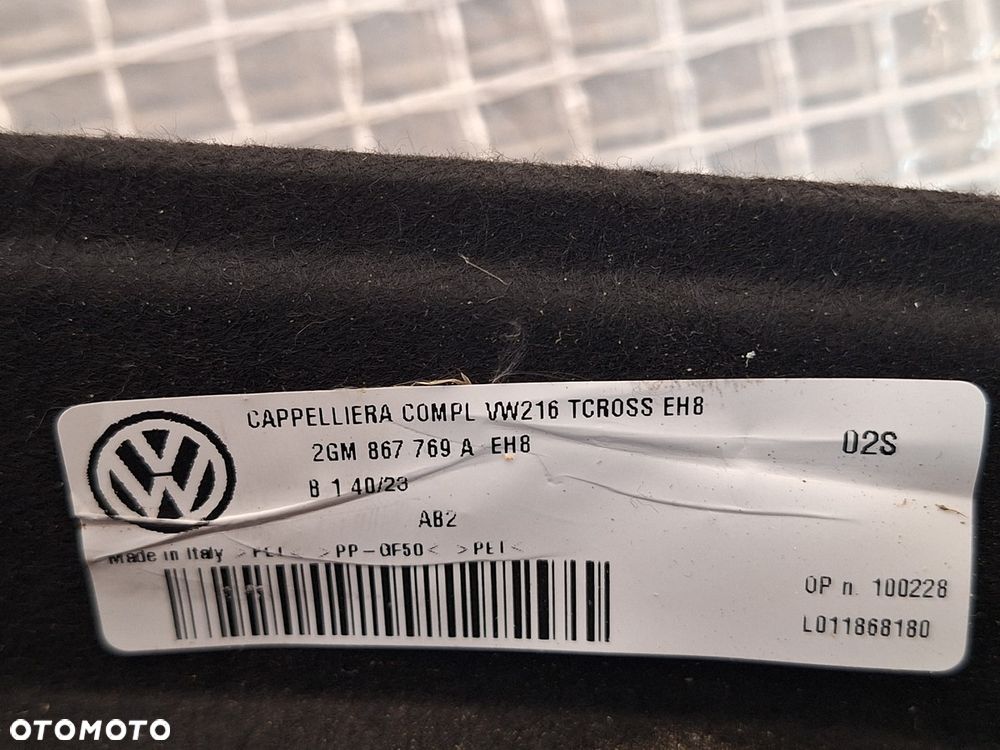 CAPPELLIERA COMPL VW216 TCROSS EH8
2GM 867 769 A EH8
02S
B 1 40/23
AB2
Made in Italy >PET< >PP-GF50< >PET<
OP n. 100228
L011868180
OTOMOTO